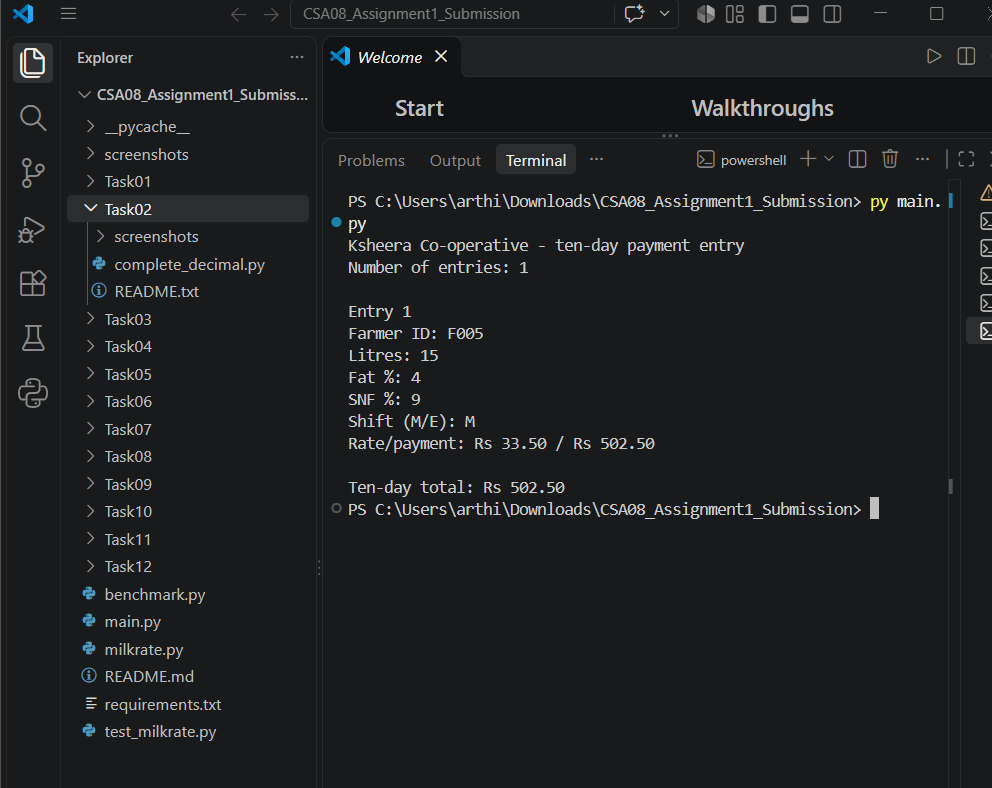 CSA08_Assignment1_Submission
Explorer
CSA08_Assignment1_Submiss...
__pycache__
screenshots
Task01
Task02
screenshots
complete_decimal.py
README.txt
Task03
Task04
Task05
Task06
Task07
Task08
Task09
Task10
Task11
Task12
benchmark.py
main.py
milkrate.py
README.md
requirements.txt
test_milkrate.py
Welcome
Start Walkthroughs
Problems Output Terminal ··· powershell
PS C:\Users\arthi\Downloads\CSA08_Assignment1_Submission> py main.
py
Ksheera Co-operative - ten-day payment entry
Number of entries: 1
Entry 1
Farmer ID: F005
Litres: 15
Fat %: 4
SNF %: 9
Shift (M/E): M
Rate/payment: Rs 33.50 / Rs 502.50
Ten-day total: Rs 502.50
PS C:\Users\arthi\Downloads\CSA08_Assignment1_Submission>